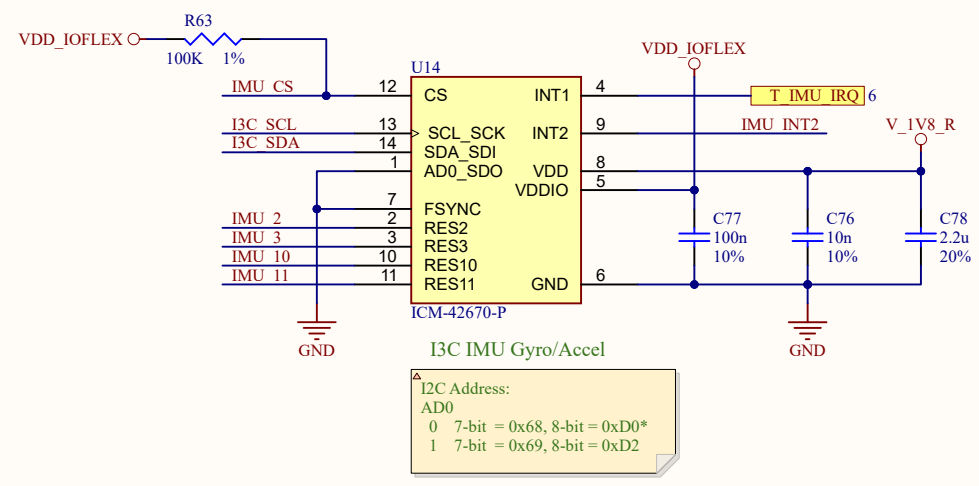 R63
VDD_IOFLEX
100K 1%
VDD_IOFLEX
U14
IMU_CS 12 CS INT1 4 T_IMU_IRQ 6
I3C_SCL 13 SCL_SCK INT2 9 IMU_INT2 V_1V8_R
I3C_SDA 14 SDA_SDI
1 AD0_SDO VDD 8
VDDIO 5
7 FSYNC
IMU_2 2 RES2
IMU_3 3 RES3
IMU_10 10 RES10
IMU_11 11 RES11 GND 6
C77
100n
10%
C76
10n
10%
C78
2.2u
20%
ICM-42670-P
GND
GND
I3C IMU Gyro/Accel
I2C Address:
AD0
0 7-bit = 0x68, 8-bit = 0xD0*
1 7-bit = 0x69, 8-bit = 0xD2